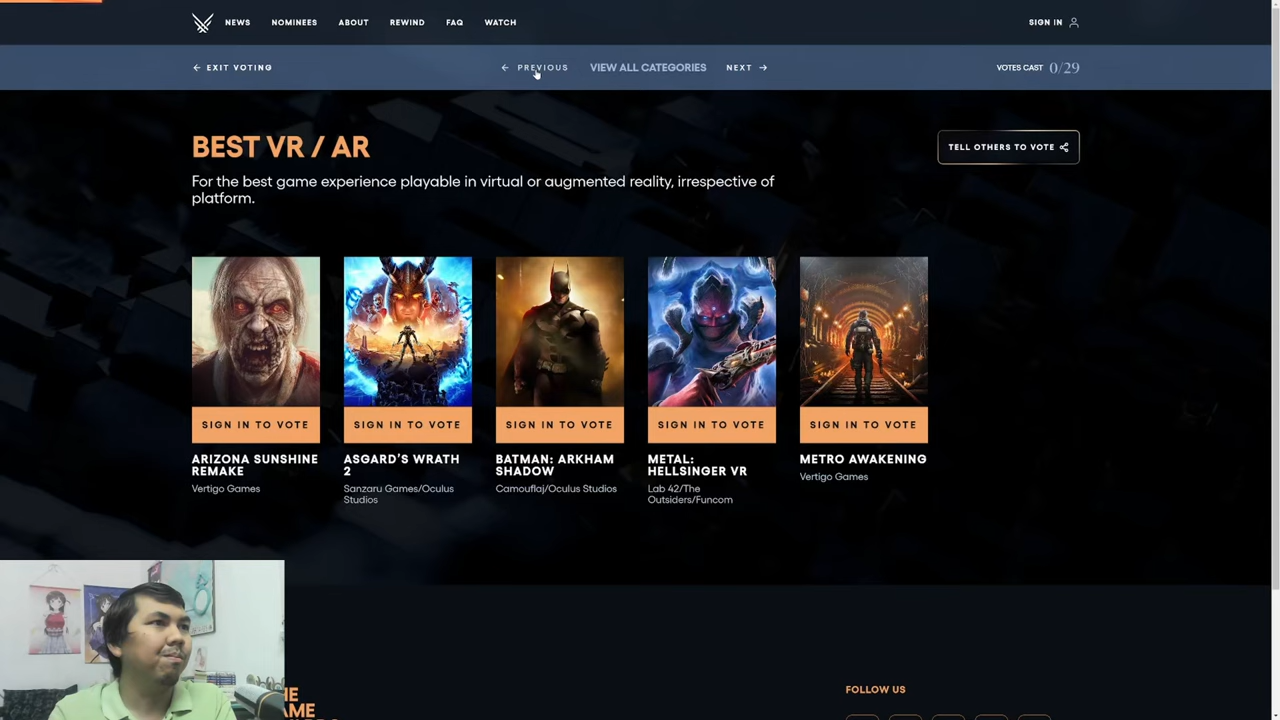 NEWS NOMINEES ABOUT REWIND FAQ WATCH SIGN IN
EXIT VOTING PREVIOUS VIEW ALL CATEGORIES NEXT VOTES CAST 0/29
BEST VR / AR
TELL OTHERS TO VOTE
For the best game experience playable in virtual or augmented reality, irrespective of
platform.
SIGN IN TO VOTE SIGN IN TO VOTE SIGN IN TO VOTE SIGN IN TO VOTE SIGN IN TO VOTE
ARIZONA SUNSHINE
REMAKE
Vertigo Games
ASGARD'S WRATH
2
Sanzaru Games/Oculus
Studios
BATMAN: ARKHAM
SHADOW
Camouflaj/Oculus Studios
METAL:
HELLSINGER VR
Lab 42/The
Outsiders/Funcom
METRO AWAKENING
Vertigo Games
FOLLOW US